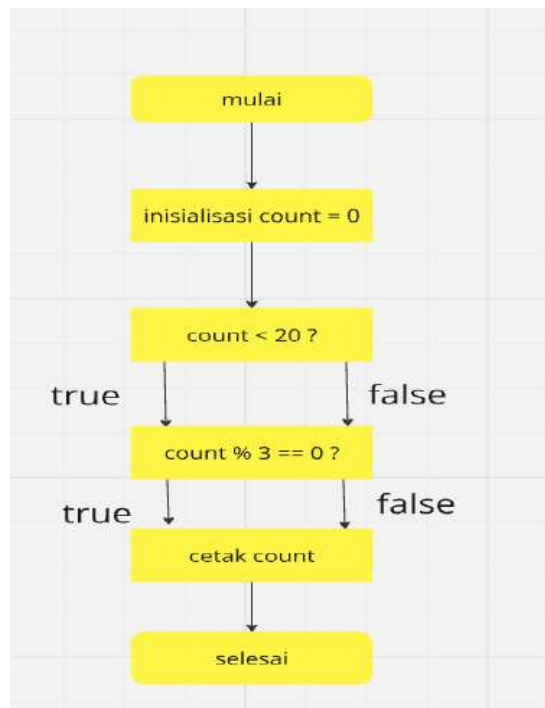 mulai
inisialisasi count = 0
count < 20 ?
true
false
count % 3 == 0 ?
true
false
cetak count
selesai